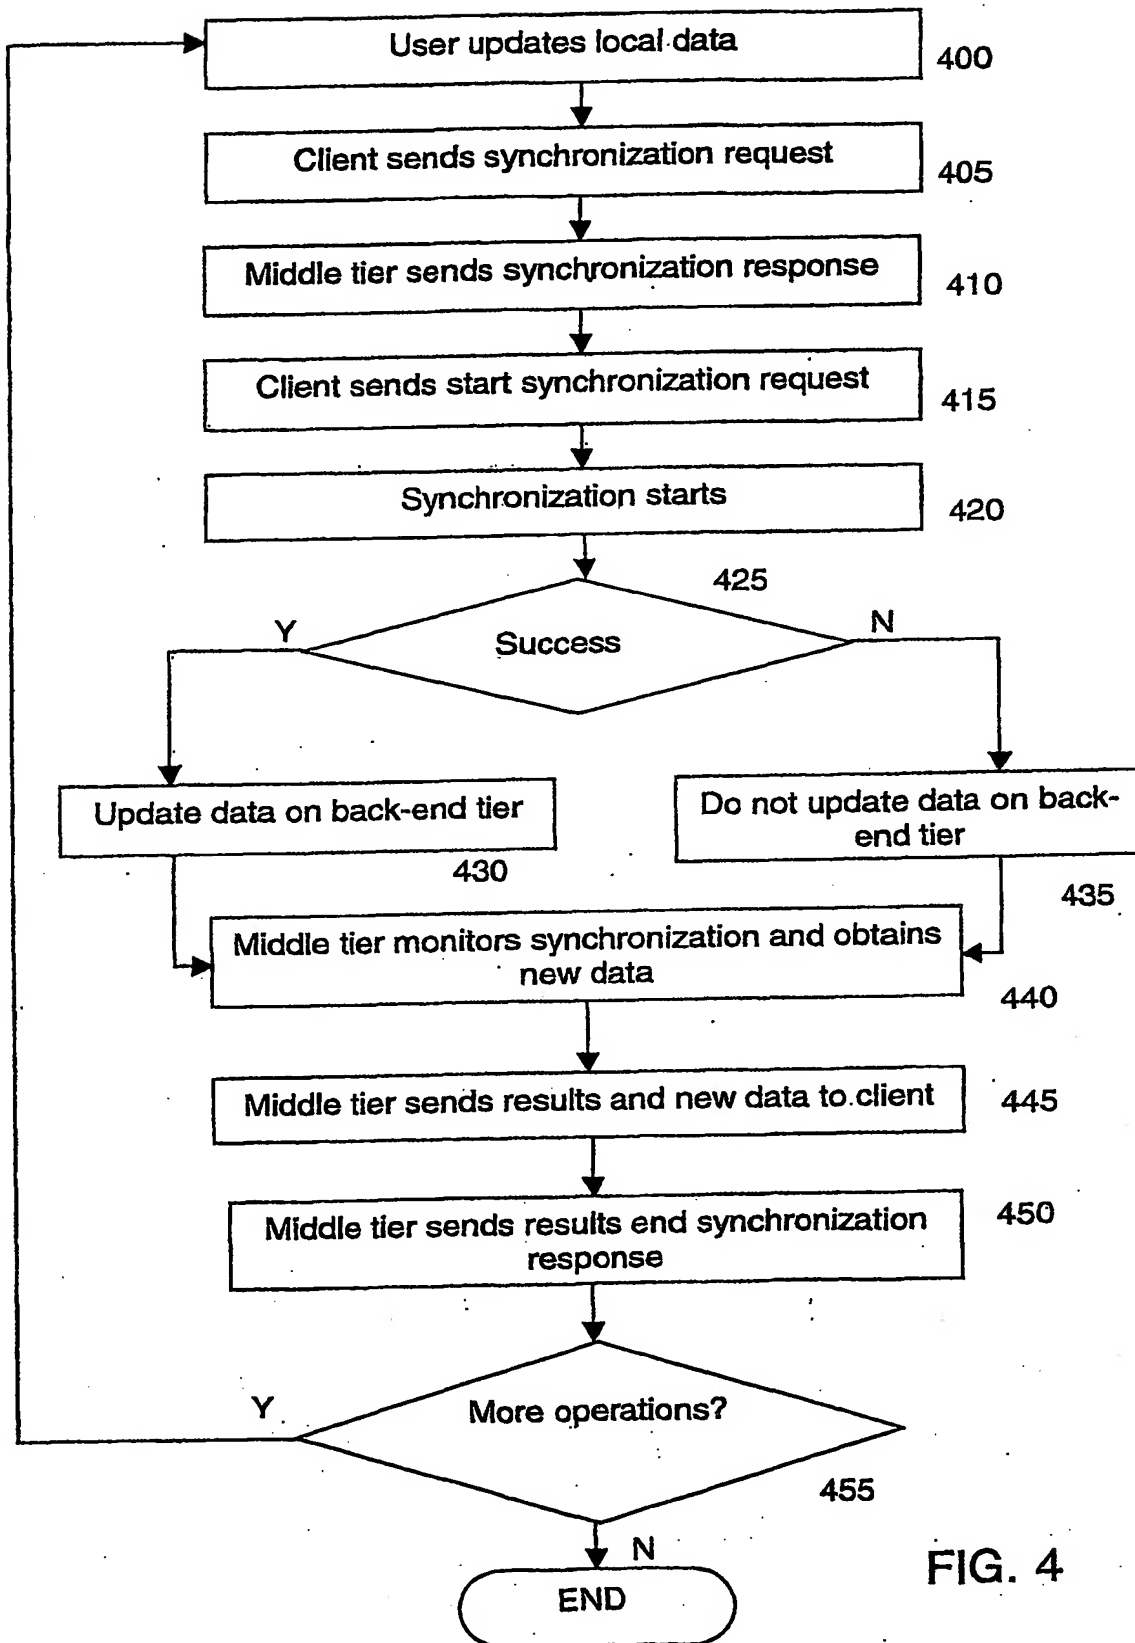 User updates local data
400
Client sends synchronization request
405
Middle tier sends synchronization response
410
Client sends start synchronization request
415
Synchronization starts
420
425
Y
Success
N
Update data on back-end tier
430
Do not update data on back-
end tier
435
Middle tier monitors synchronization and obtains
new data
440
Middle tier sends results and new data to client
445
Middle tier sends results end synchronization
response
450
Y
More operations?
455
N
END
FIG. 4